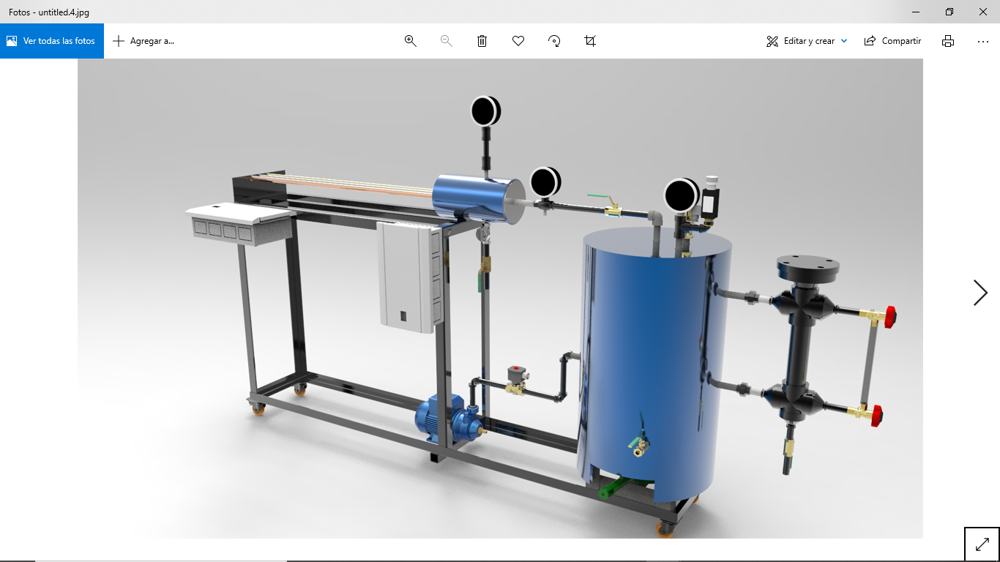 Fotos - untitled.4.jpg
Ver todas las fotos
Agregar a...
Editar y crear
Compartir